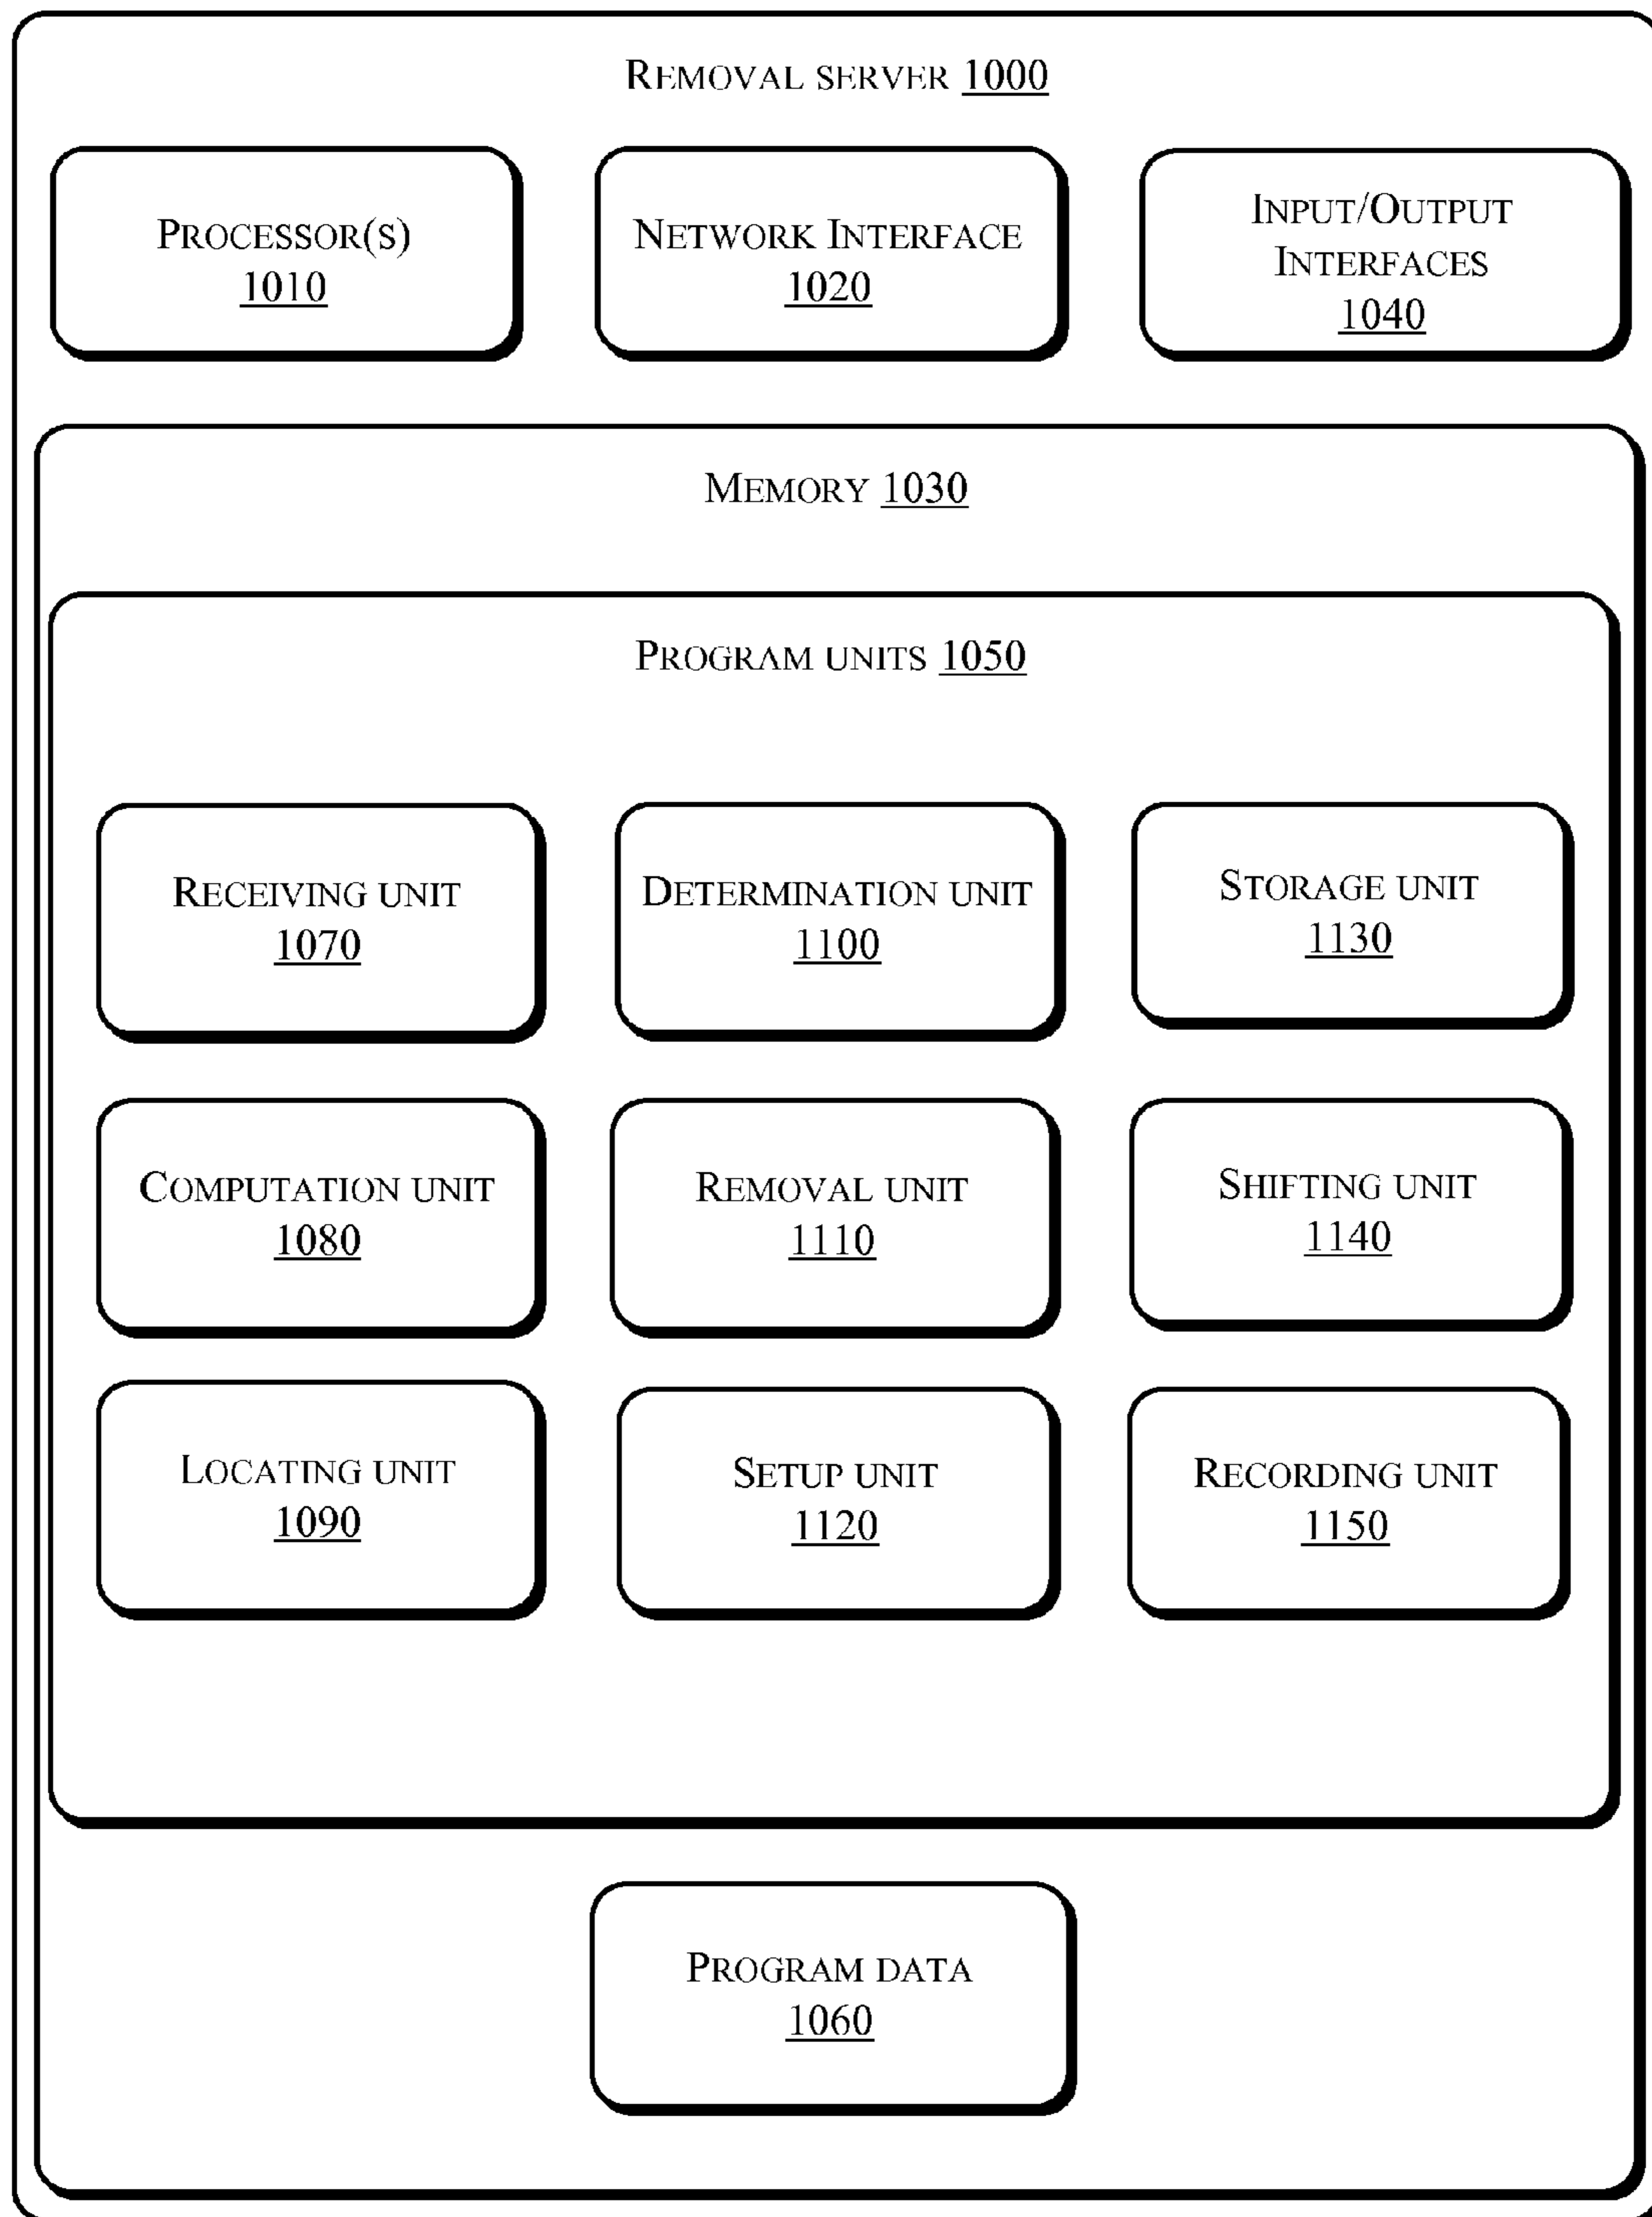 REMOVAL SERVER 1000
PROCESSOR(S)
1010
NETWORK INTERFACE
1020
INPUT/OUTPUT
INTERFACES
1040
MEMORY 1030
PROGRAM UNITS 1050
RECEIVING UNIT
1070
DETERMINATION UNIT
1100
STORAGE UNIT
1130
COMPUTATION UNIT
1080
REMOVAL UNIT
1110
SHIFTING UNIT
1140
LOCATING UNIT
1090
SETUP UNIT
1120
RECORDING UNIT
1150
PROGRAM DATA
1060